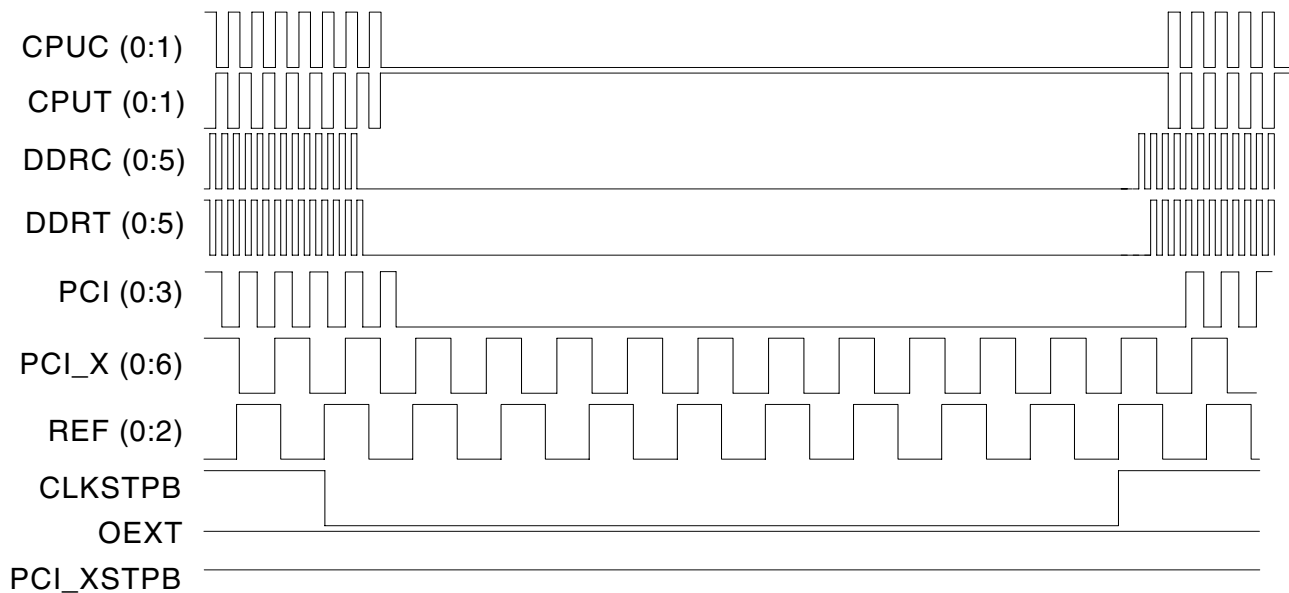 CPUC (0:1)
CPUT (0:1)
DDRC (0:5)
DDRT (0:5)
PCI (0:3)
PCI_X (0:6)
REF (0:2)
CLKSTPB
OEXT
PCI_XSTPB